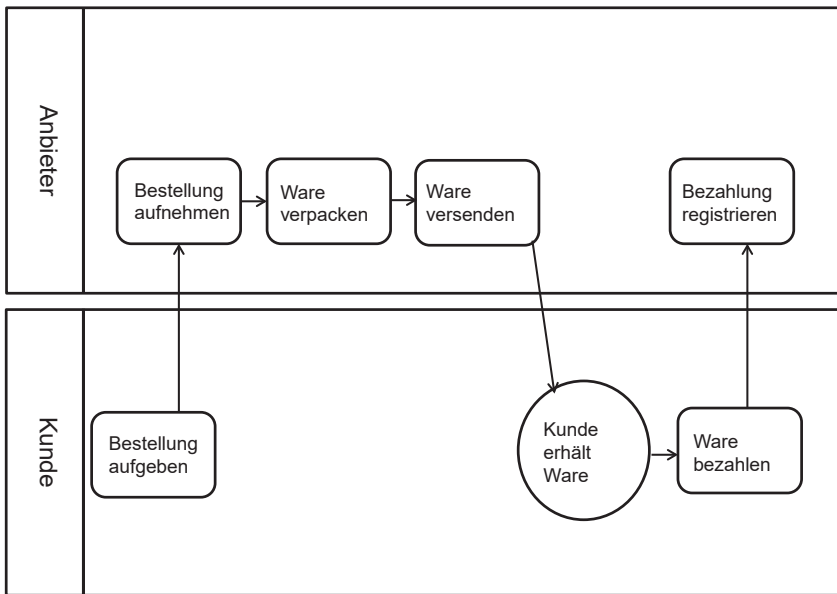 Anbieter
Bestellung
aufnehmen
Ware
verpacken
Ware
versenden
Bezahlung
registrieren
Kunde
Bestellung
aufgeben
Kunde
erhält
Ware
Ware
bezahlen